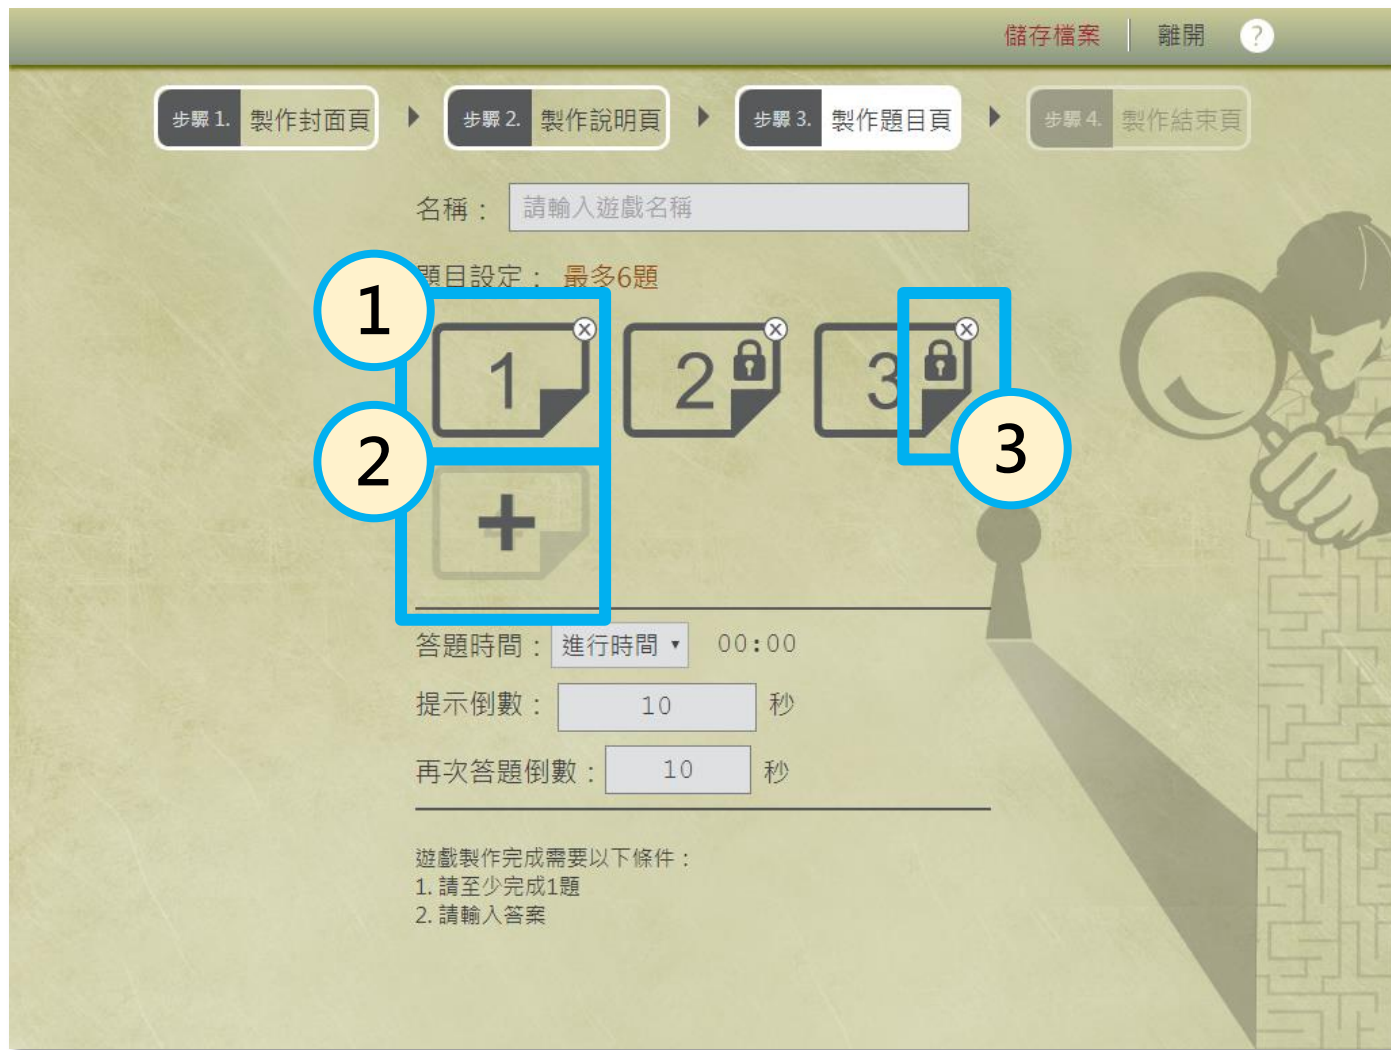 儲存檔案 離開 ?
步驟 1. 製作封面頁 步驟 2. 製作說明頁 步驟 3. 製作題目頁 步驟 4. 製作結束頁
名稱： 請輸入遊戲名稱
題目設定： 最多6題
1
1 2 3
2
3
+
答題時間： 進行時間 00:00
提示倒數： 10 秒
再次答題倒數： 10 秒
遊戲製作完成需要以下條件：
1. 請至少完成1題
2. 請輸入答案